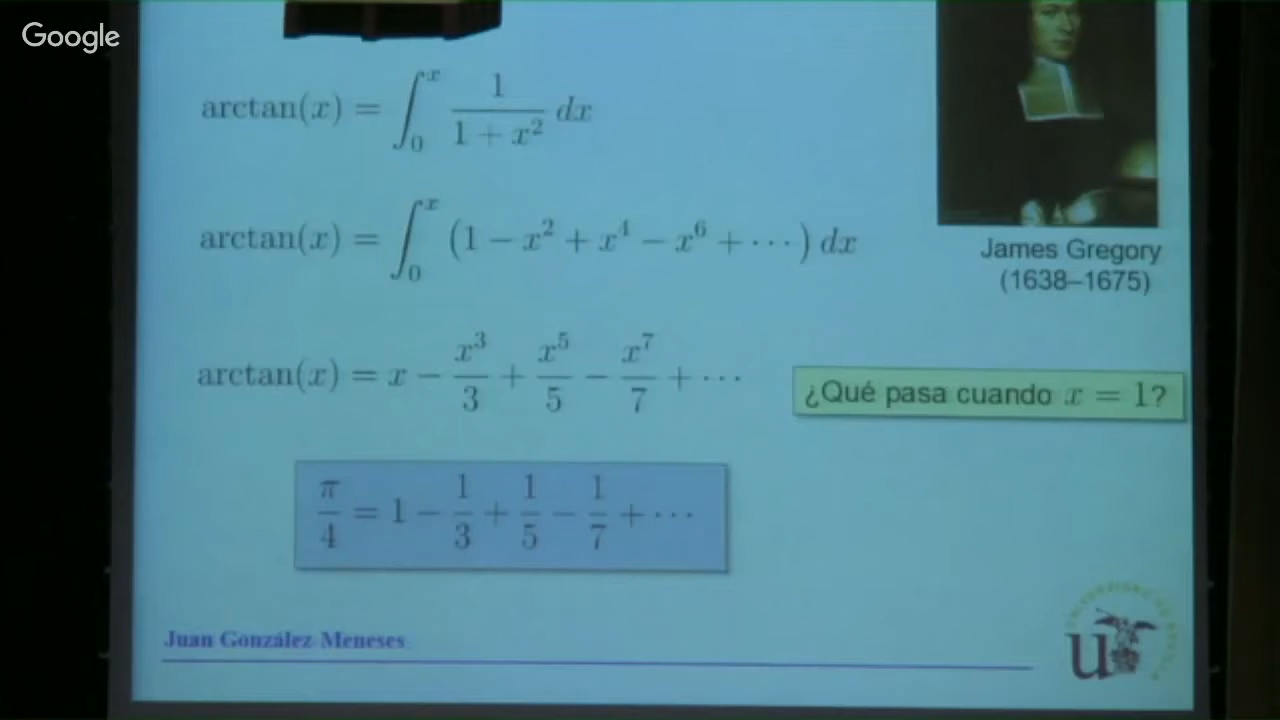 Google
arctan(x) = ∫₀ˣ 1/(1 + x²) dx
arctan(x) = ∫₀ˣ (1 − x² + x⁴ − x⁶ + ⋯) dx
James Gregory
(1638–1675)
arctan(x) = x − x³/3 + x⁵/5 − x⁷/7 + ⋯
¿Qué pasa cuando x = 1?
π/4 = 1 − 1/3 + 1/5 − 1/7 + ⋯
Juan González-Meneses